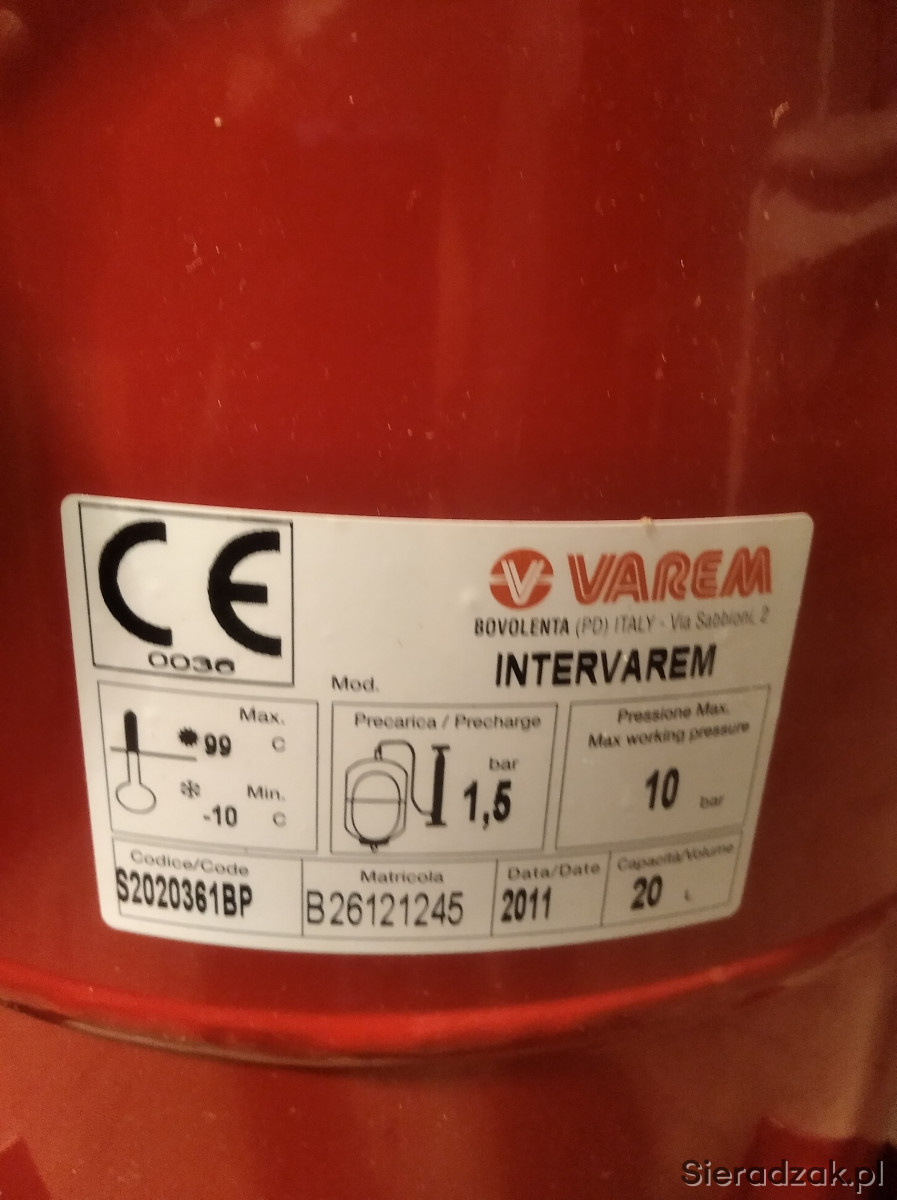 CE
0036
VAREM
BOVOLENTA (PD) ITALY - Via Sabbioni, 2
Mod. INTERVAREM
Max.
99 C
Min.
-10 C
Precarica / Precharge
bar
1,5
Pressione Max.
Max working pressure
10 bar
Codice/Code
S2020361BP
Matricola
B26121245
Data/Date
2011
Capacità/Volume
20 L
Sieradzak.pl